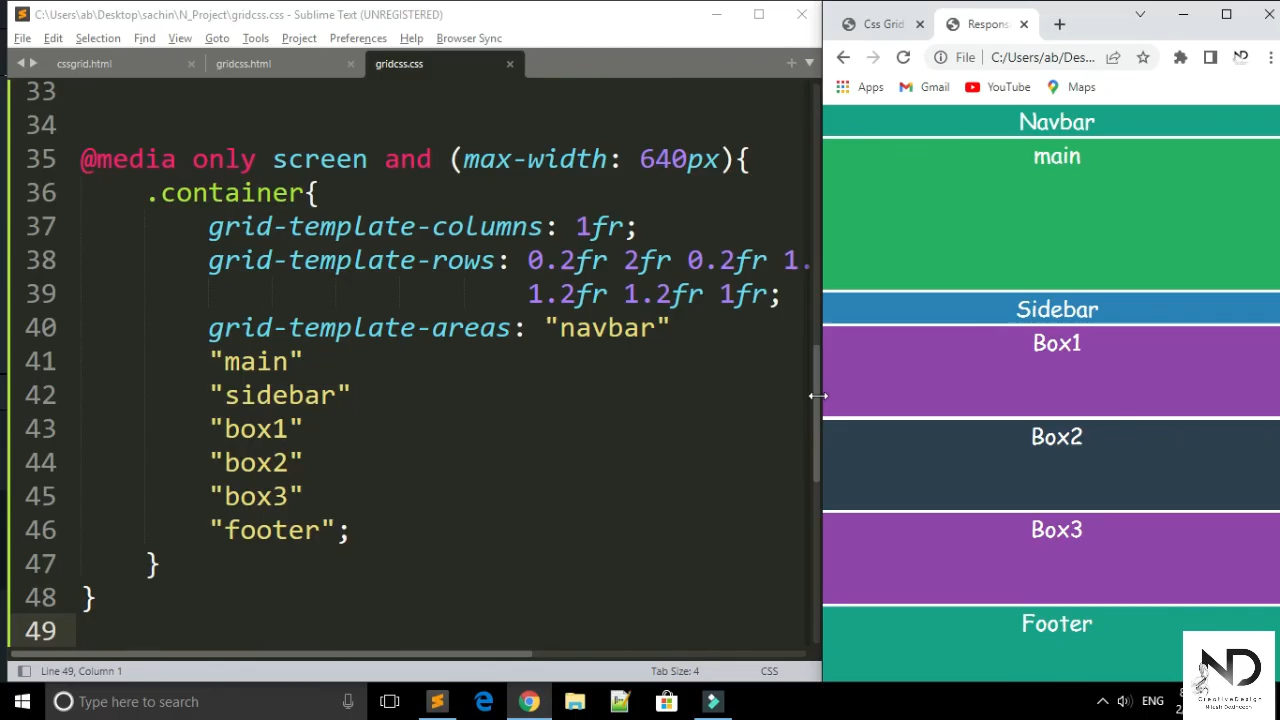 C:\Users\ab\Desktop\sachin\N_Project\gridcss.css - Sublime Text (UNREGISTERED)
File Edit Selection Find View Goto Tools Project Preferences Help Browser Sync
cssgrid.html gridcss.html gridcss.css
33
34
35 @media only screen and (max-width: 640px){
36 .container{
37 grid-template-columns: 1fr;
38 grid-template-rows: 0.2fr 2fr 0.2fr 1.
39 1.2fr 1.2fr 1fr;
40 grid-template-areas: "navbar"
41 "main"
42 "sidebar"
43 "box1"
44 "box2"
45 "box3"
46 "footer";
47 }
48 }
49
Line 49, Column 1 Tab Size: 4 CSS
Css Grid Respons
File C:/Users/ab/Des...
Apps Gmail YouTube Maps
Navbar
main
Sidebar
Box1
Box2
Box3
Footer
Type here to search
ENG
ND
CreativeDesign